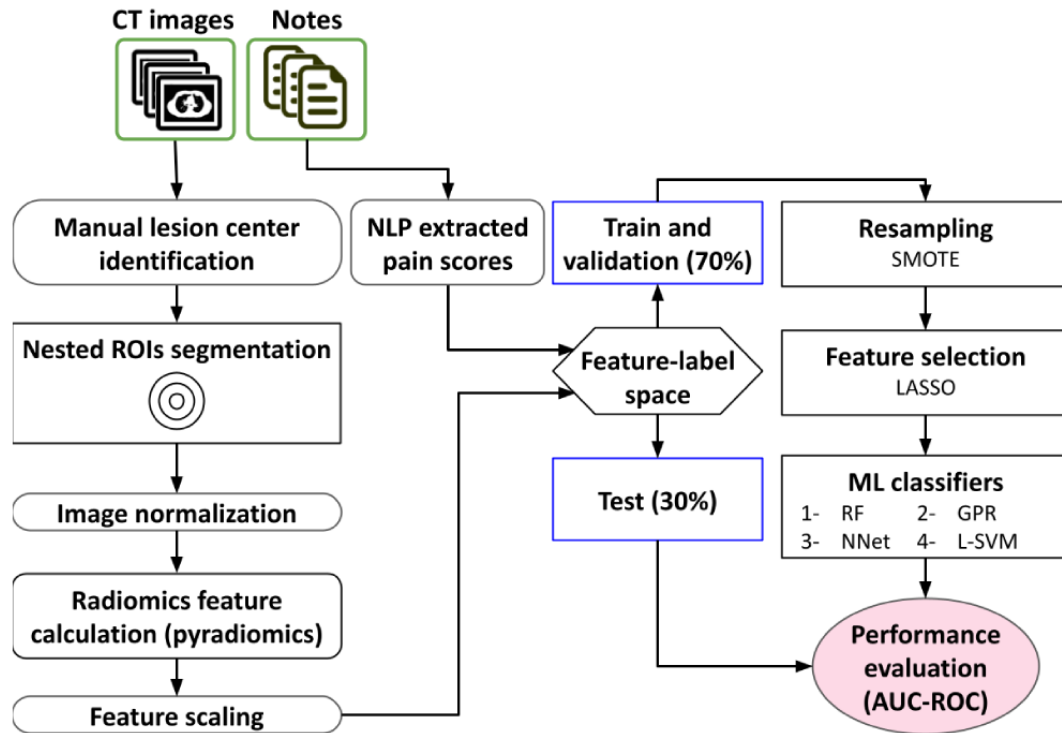 CT images
Notes
Manual lesion center
identification
Nested ROIs segmentation
Image normalization
Radiomics feature
calculation (pyradiomics)
Feature scaling
NLP extracted
pain scores
Feature-label
space
Train and
validation (70%)
Test (30%)
Resampling
SMOTE
Feature selection
LASSO
ML classifiers
1- RF 2- GPR
3- NNet 4- L-SVM
Performance
evaluation
(AUC-ROC)